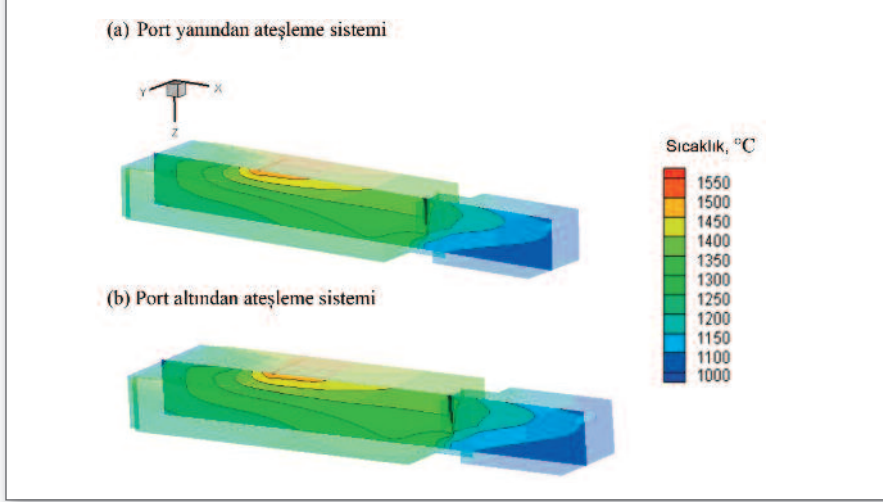 (a) Port yanından ateşleme sistemi
Y
X
Z
Sıcaklık, °C
1550
1500
1450
1400
1350
1300
1250
1200
1150
1100
1000
(b) Port altından ateşleme sistemi